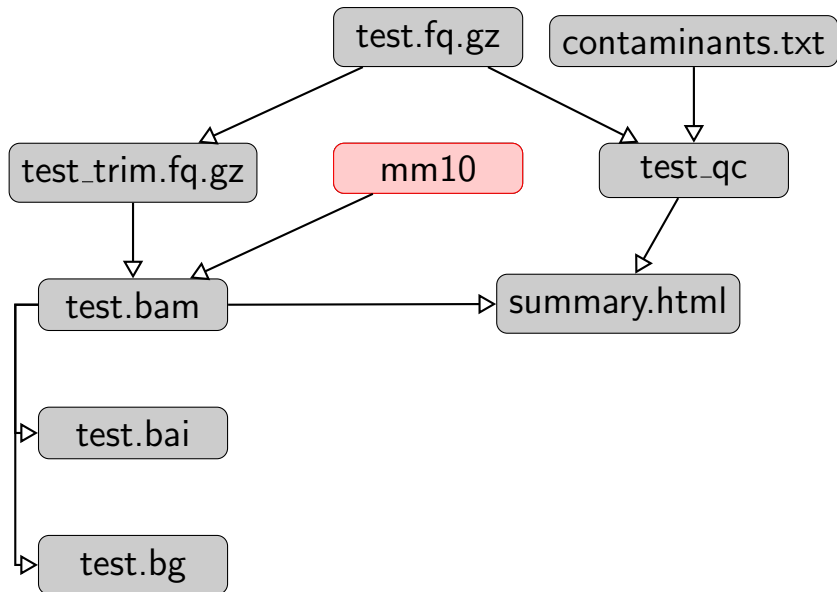 test.fq.gz
contaminants.txt
test_trim.fq.gz
mm10
test_qc
test.bam
summary.html
test.bai
test.bg